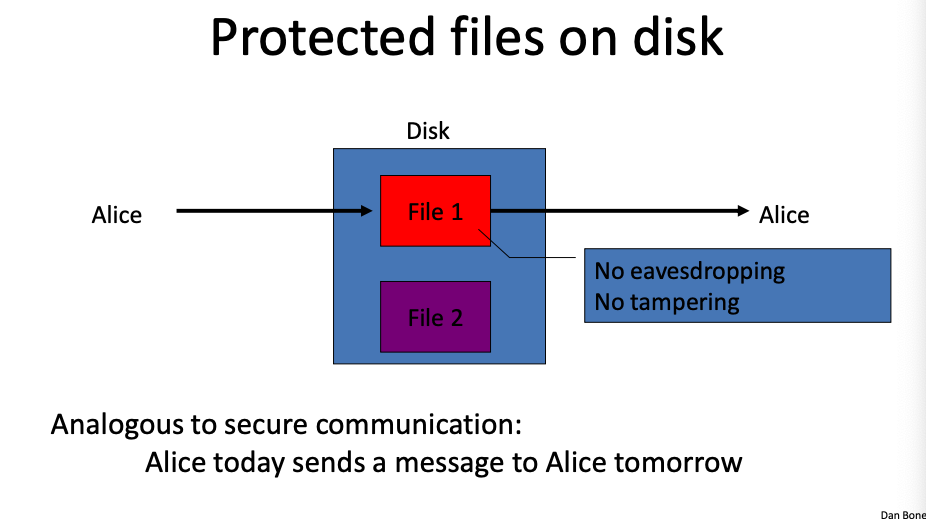 Protected files on disk
Disk
Alice
File 1
Alice
No eavesdropping
No tampering
File 2
Analogous to secure communication:
Alice today sends a message to Alice tomorrow
Dan Bone